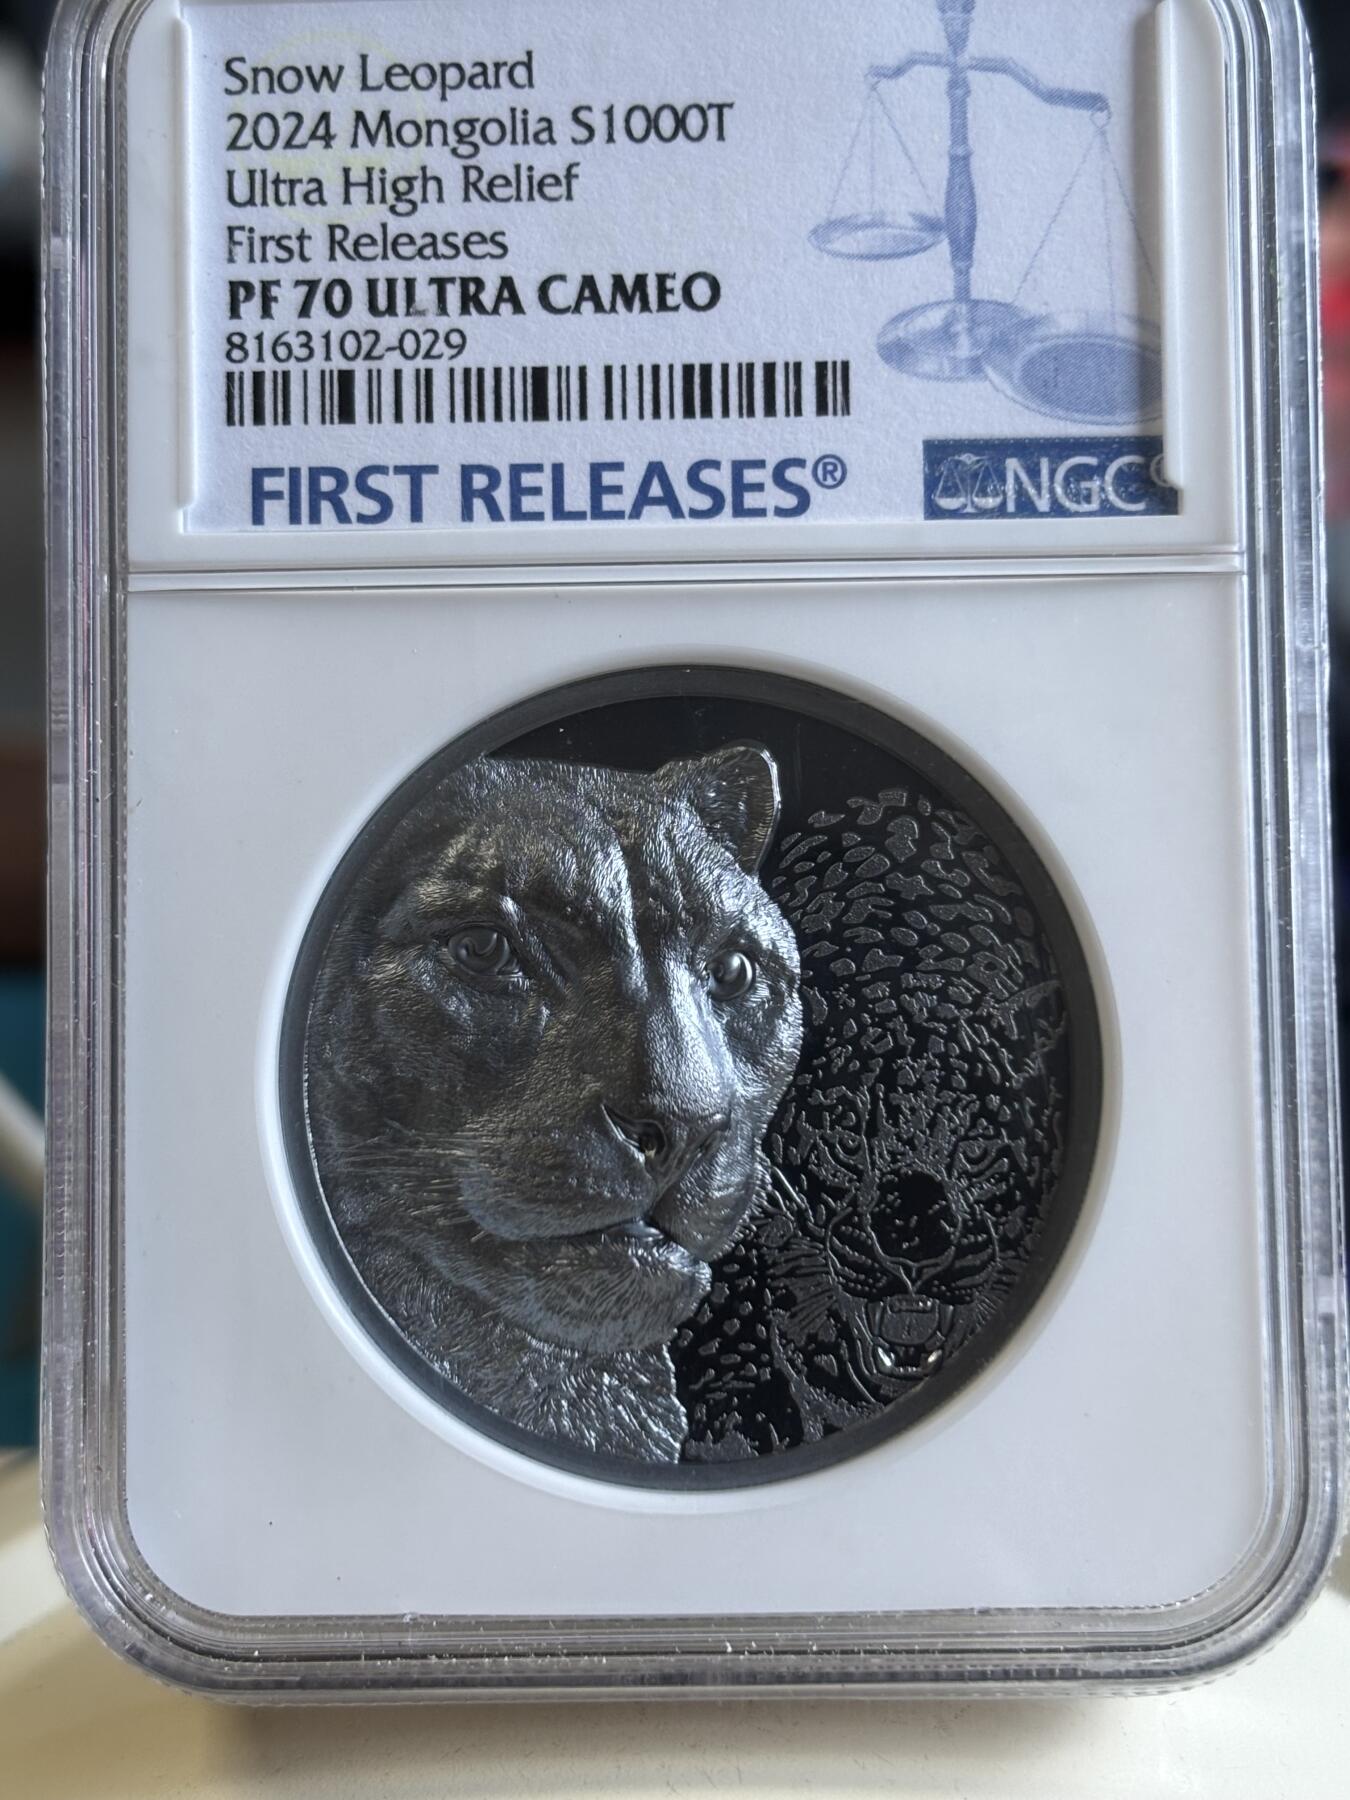 Snow Leopard
2024 Mongolia S1000T
Ultra High Relief
First Releases
PF 70 ULTRA CAMEO
8163102-029
FIRST RELEASES®
NGC®